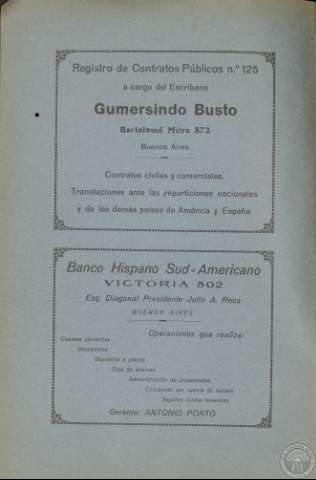 Registro de Contratos Públicos n.º 125
a cargo del Escribano
Gumersindo Busto
Bartolomé Mitre 872
Buenos Aires
Contratos civiles y comerciales.
Tramitaciones ante las reparticiones nacionales
y de los demás países de América y España
Banco Hispano Sud-Americano
VICTORIA 502
Esq. Diagonal Presidente Julio A. Roca
BUENOS AIRES
Operaciones que realiza:
Cuentas corrientes
Descuentos
Depósitos a plazo
Caja de ahorros
Administración de propiedades
Cobranzas por cuenta de terceros
Seguros contra incendios
Gerente: ANTONIO PORTO